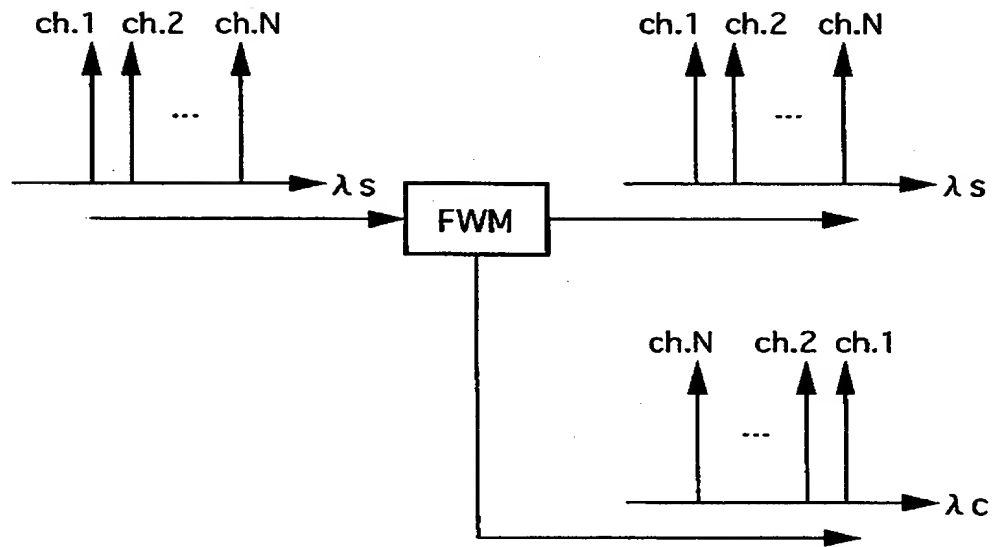 ch.1 ch.2 ch.N ch.1 ch.2 ch.N
... ...
λs λs
FWM
ch.N ch.2 ch.1
...
λc